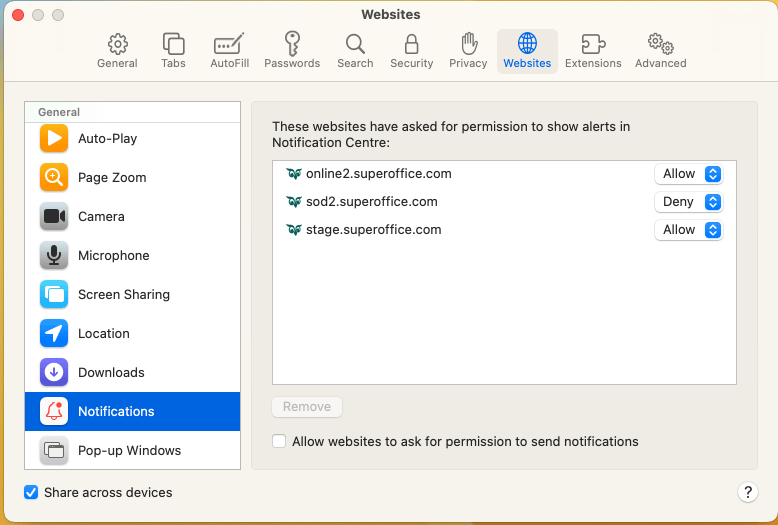 Websites
General
Tabs
AutoFill
Passwords
Search
Security
Privacy
Websites
Extensions
Advanced
General
Auto-Play
Page Zoom
Camera
Microphone
Screen Sharing
Location
Downloads
Notifications
Pop-up Windows
Share across devices
These websites have asked for permission to show alerts in
Notification Centre:
online2.superoffice.com Allow
sod2.superoffice.com Deny
stage.superoffice.com Allow
Remove
Allow websites to ask for permission to send notifications
?